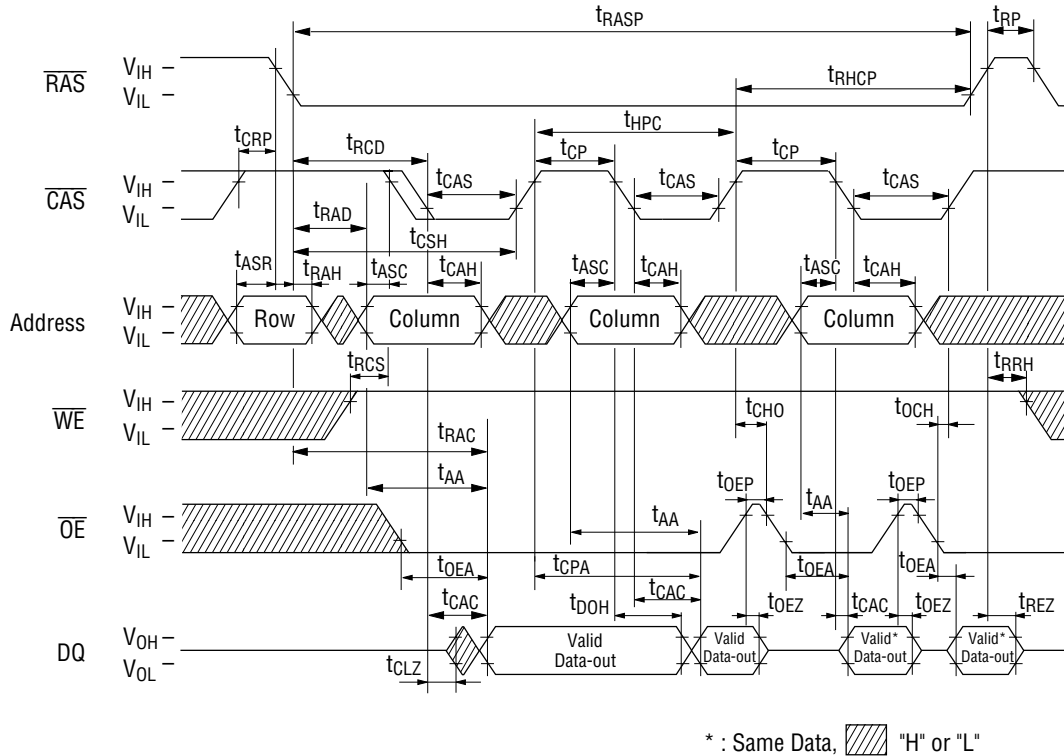 tRASP
tRP
RAS
VIH
VIL
tRHCP
tHPC
tCRP
tRCD
tCP
tCP
CAS
VIH
VIL
tCAS
tCAS
tCAS
tRAD
tCSH
tASR
tRAH
tASC
tCAH
tASC
tCAH
tASC
tCAH
Address
VIH
VIL
Row
Column
Column
Column
tRCS
tRRH
WE
VIH
VIL
tCHO
tOCH
tRAC
tAA
tOEP
tOEP
OE
VIH
VIL
tAA
tAA
tOEA
tCPA
tOEA
tOEA
tCAC
tCAC
tDOH
tOEZ
tCAC
tOEZ
tREZ
DQ
VOH
VOL
Valid
Data-out
Valid
Data-out
Valid*
Data-out
Valid*
Data-out
tCLZ
* : Same Data, "H" or "L"